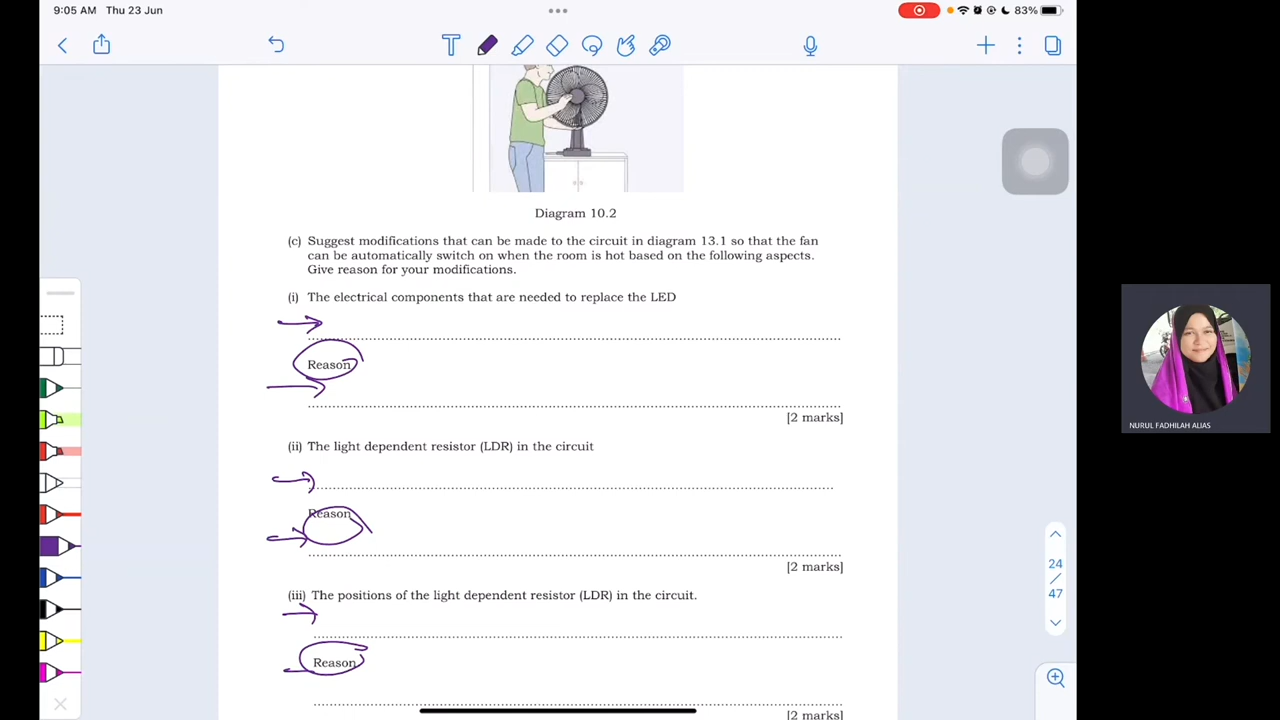 9:05 AM Thu 23 Jun
83%
T
Diagram 10.2
(c) Suggest modifications that can be made to the circuit in diagram 13.1 so that the fan
can be automatically switch on when the room is hot based on the following aspects.
Give reason for your modifications.
(i) The electrical components that are needed to replace the LED
Reason
[2 marks]
(ii) The light dependent resistor (LDR) in the circuit
Reason
[2 marks]
(iii) The positions of the light dependent resistor (LDR) in the circuit.
Reason
[2 marks]
24
/
47
NURUL FADHILAH ALIAS